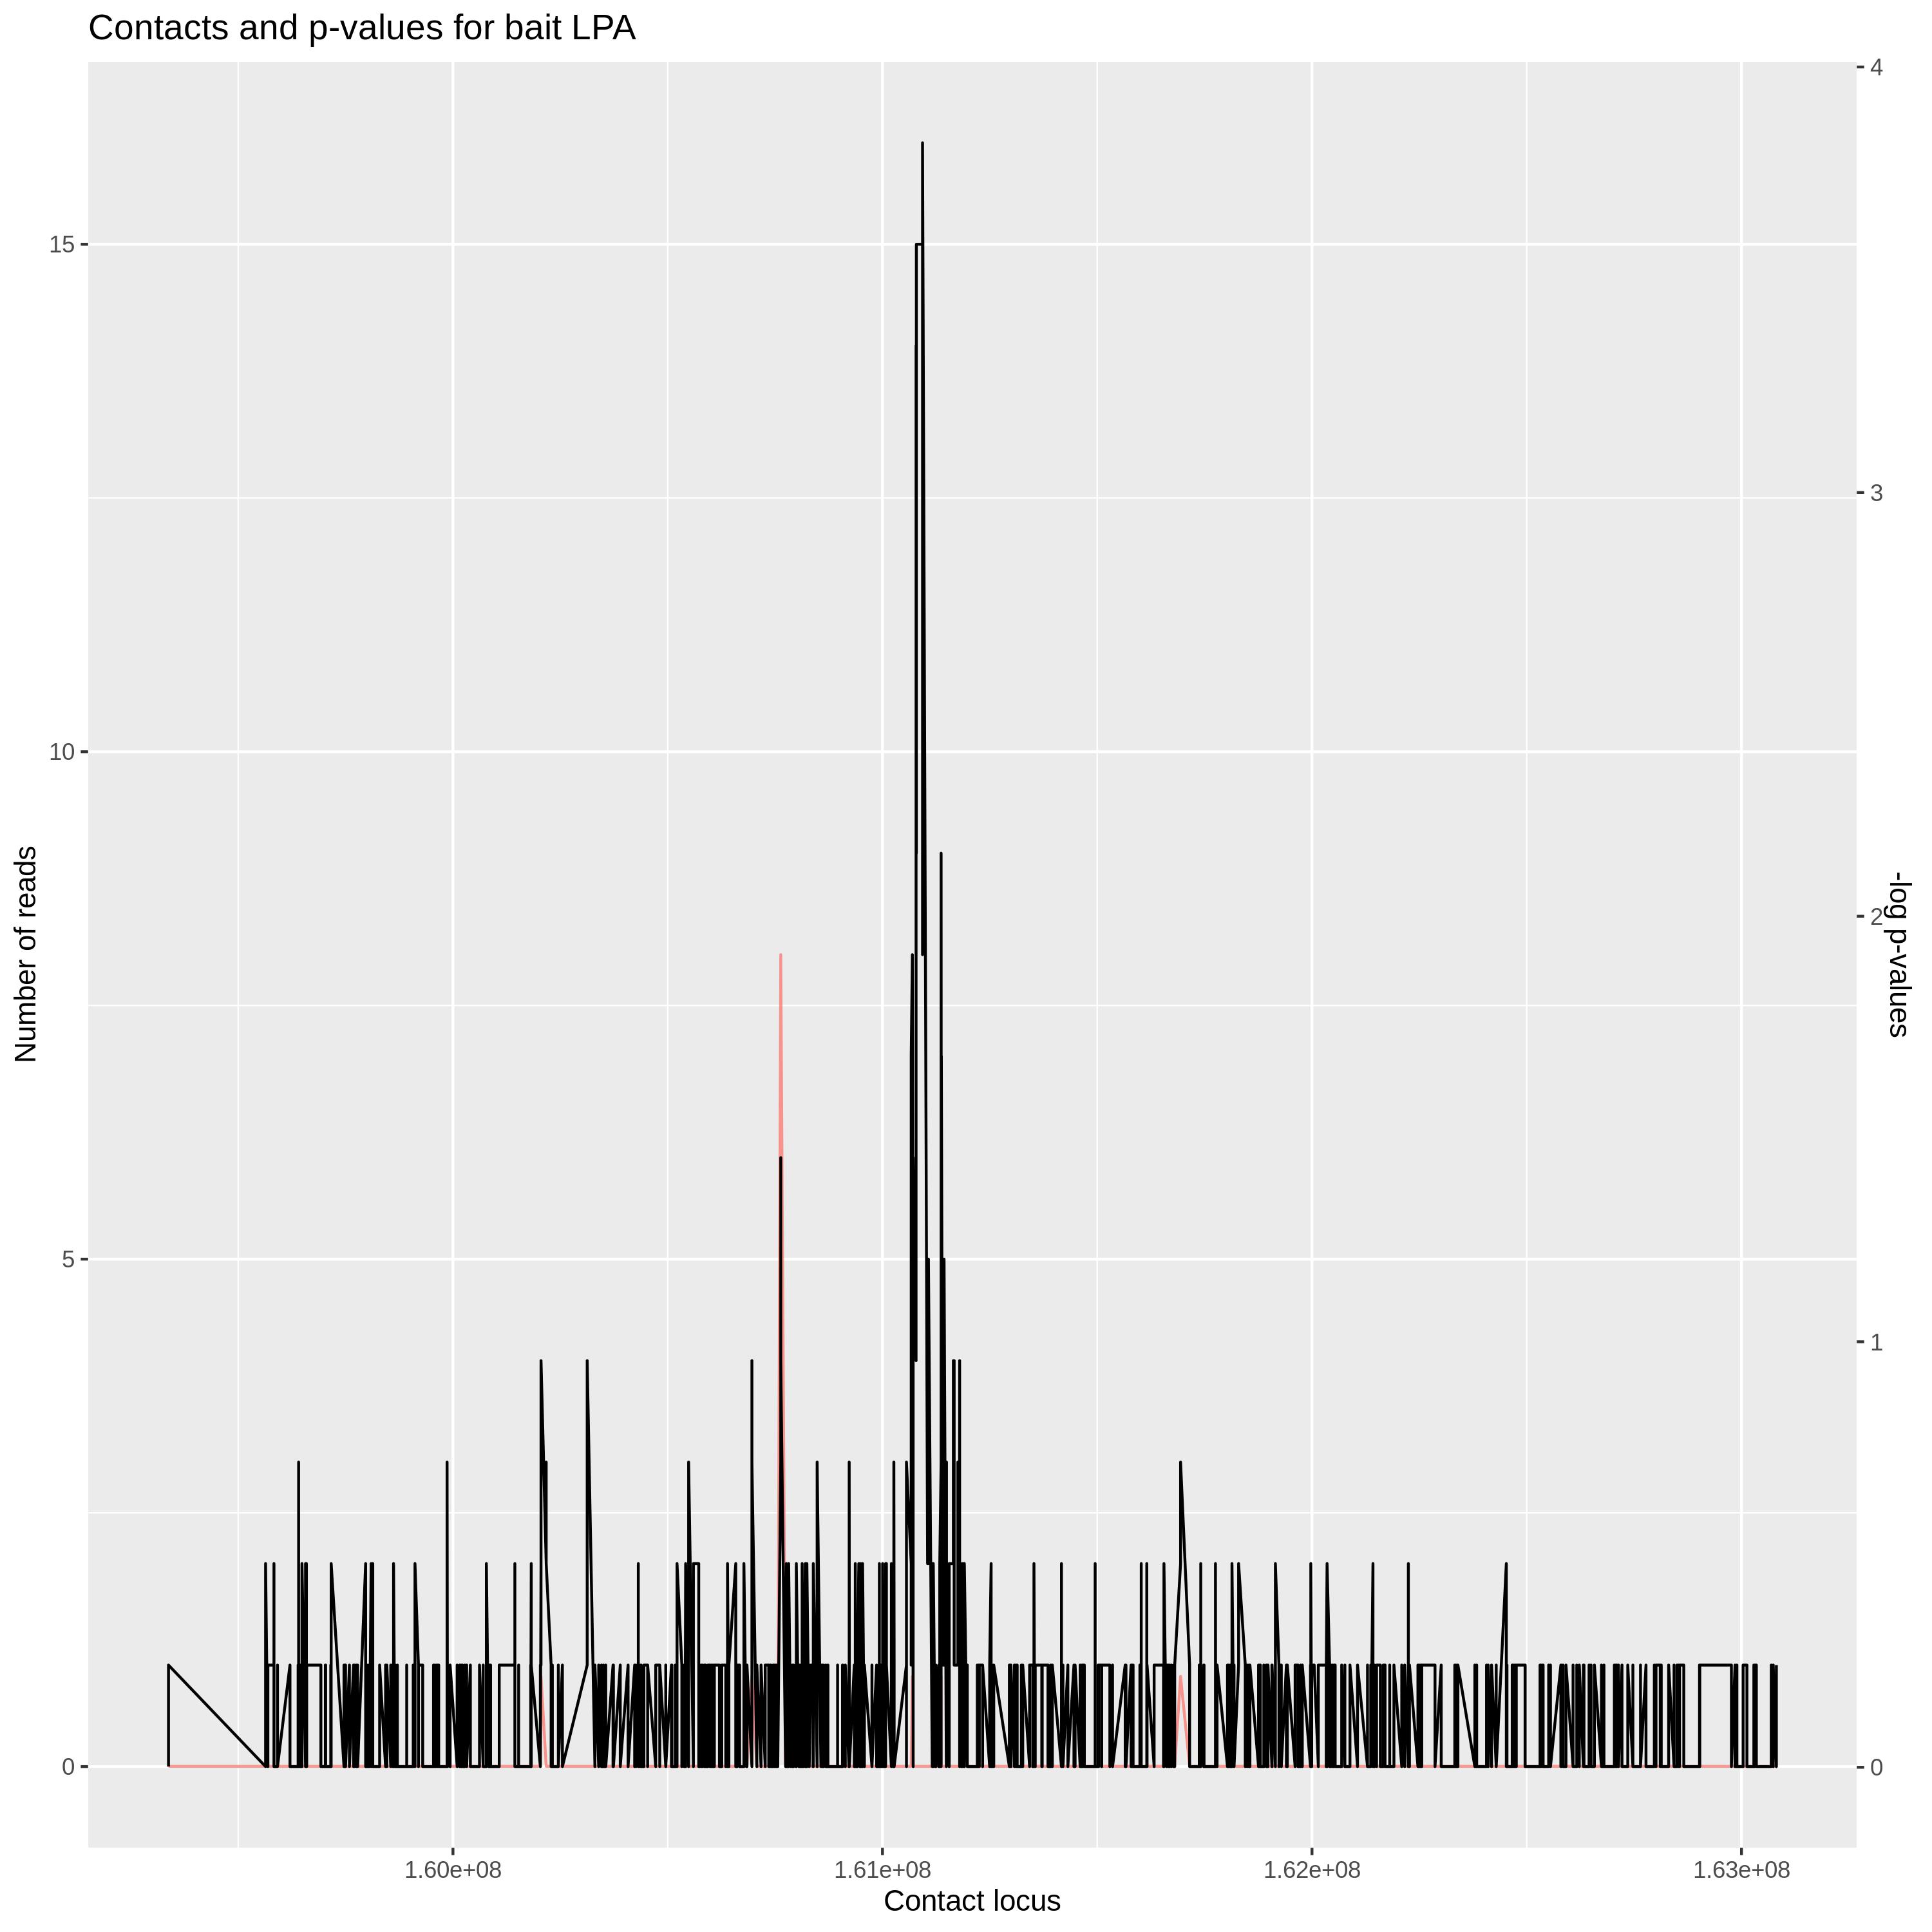 Contacts and p-values for bait LPA
15
10
5
0
Number of reads
4
3
2
1
0
-log p-values
1.60e+08
1.61e+08
1.62e+08
1.63e+08
Contact locus